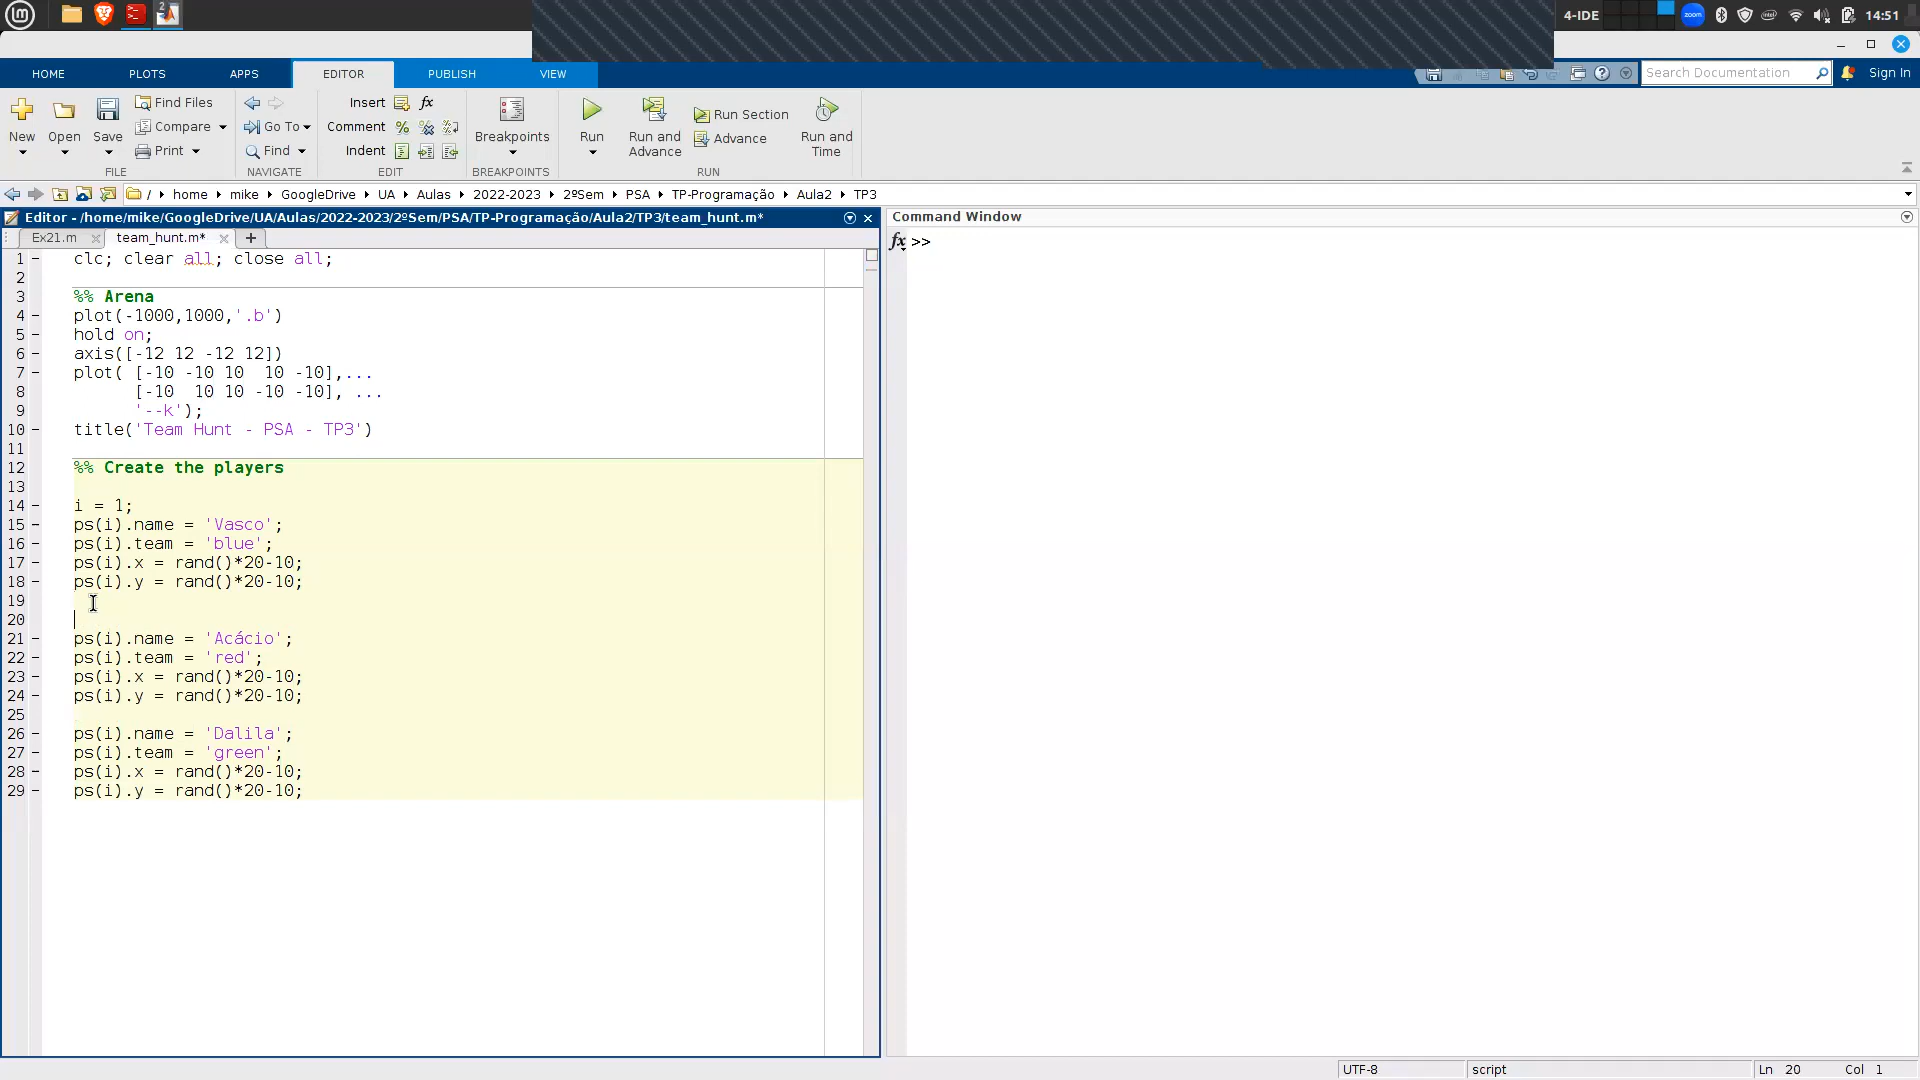 4-IDE
zoom
14:51
HOME PLOTS APPS EDITOR PUBLISH VIEW
Search Documentation
Sign In
New Open Save Find Files Compare Print
Go To Find
Insert fx
Comment
Indent
Breakpoints
Run Run and Advance Run Section Advance Run and Time
FILE NAVIGATE EDIT BREAKPOINTS RUN
/ home mike GoogleDrive UA Aulas 2022-2023 2ºSem PSA TP-Programação Aula2 TP3
Editor - /home/mike/GoogleDrive/UA/Aulas/2022-2023/2ºSem/PSA/TP-Programação/Aula2/TP3/team_hunt.m*
Ex21.m team_hunt.m*
1 clc; clear all; close all;
2
3 %% Arena
4 plot(-1000,1000,'.b')
5 hold on;
6 axis([-12 12 -12 12])
7 plot( [-10 -10 10 10 -10],...
8 [-10 10 10 -10 -10], ...
9 '--k');
10 title('Team Hunt - PSA - TP3')
11
12 %% Create the players
13
14 i = 1;
15 ps(i).name = 'Vasco';
16 ps(i).team = 'blue';
17 ps(i).x = rand()*20-10;
18 ps(i).y = rand()*20-10;
19
20
21 ps(i).name = 'Acácio';
22 ps(i).team = 'red';
23 ps(i).x = rand()*20-10;
24 ps(i).y = rand()*20-10;
25
26 ps(i).name = 'Dalila';
27 ps(i).team = 'green';
28 ps(i).x = rand()*20-10;
29 ps(i).y = rand()*20-10;
Command Window
fx >>
UTF-8 script Ln 20 Col 1